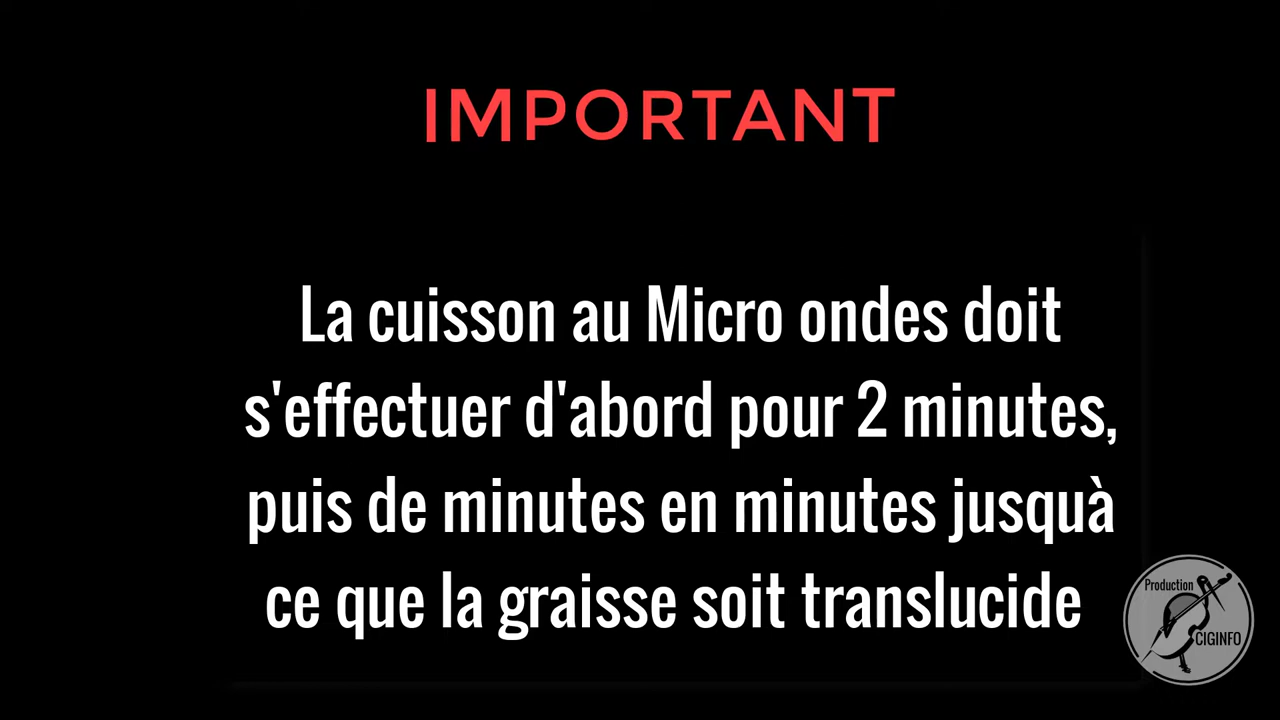 IMPORTANT
La cuisson au Micro ondes doit
s'effectuer d'abord pour 2 minutes,
puis de minutes en minutes jusquà
ce que la graisse soit translucide
Production
CIGINFO